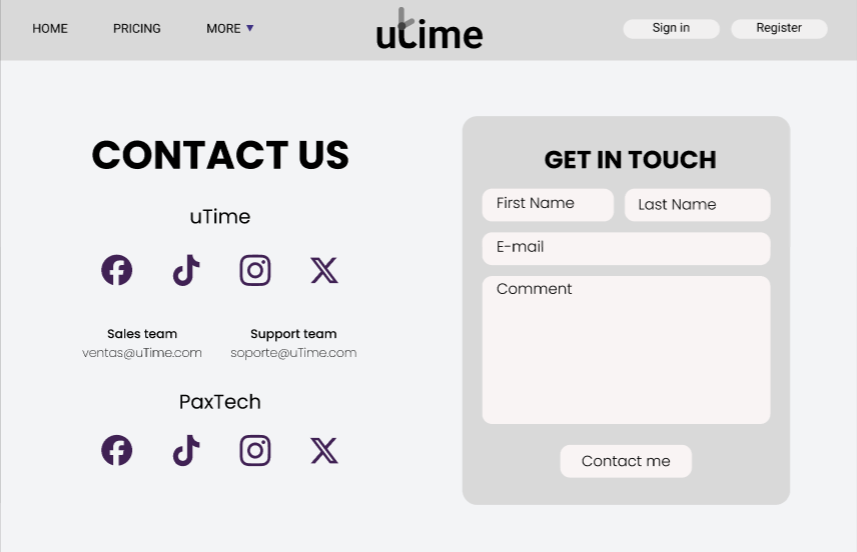 HOME PRICING MORE uTime Sign in Register
CONTACT US
uTime
Sales team Support team
ventas@uTime.com soporte@uTime.com
PaxTech
GET IN TOUCH
First Name Last Name
E-mail
Comment
Contact me